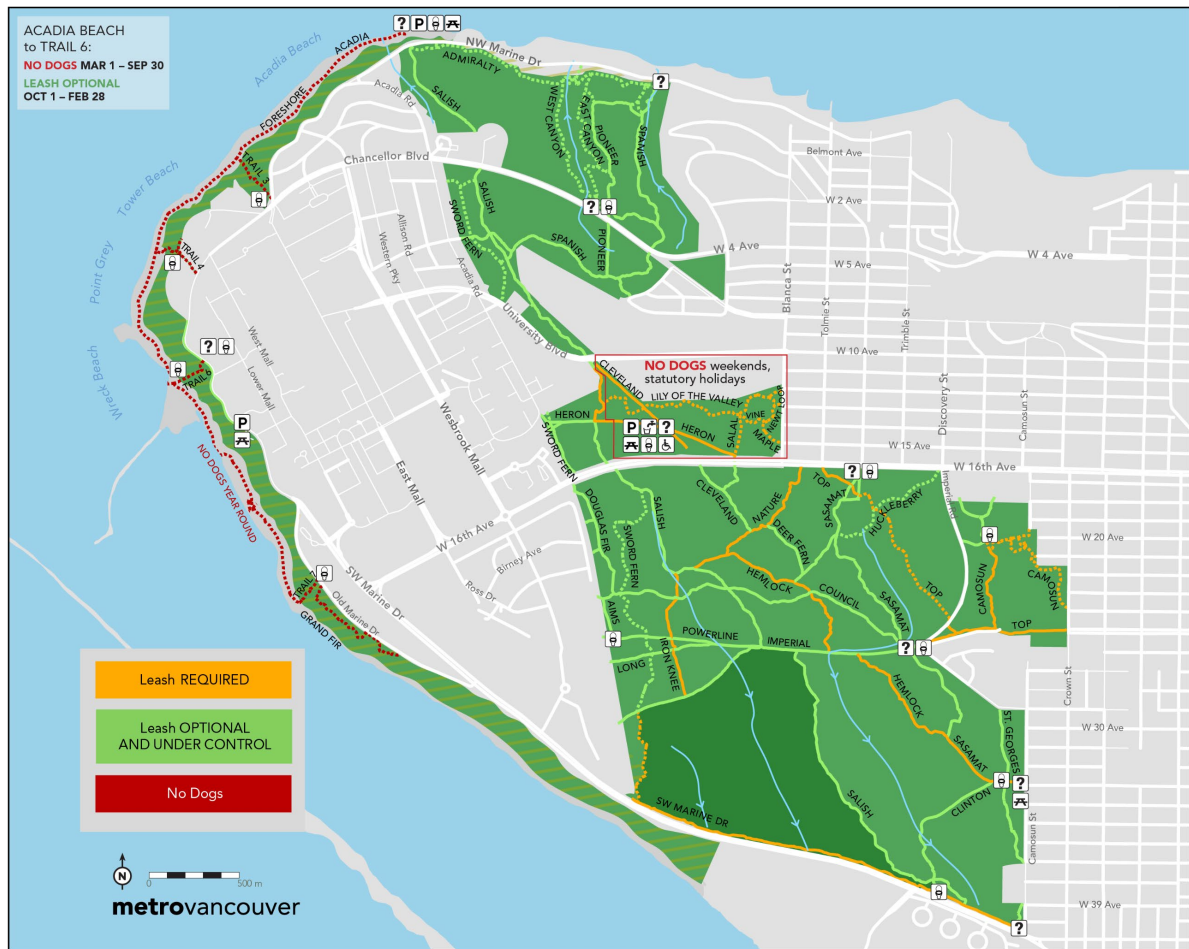 ACADIA BEACH
to TRAIL 6:
NO DOGS MAR 1 – SEP 30
LEASH OPTIONAL
OCT 1 – FEB 28
? P
NW Marine Dr
ACADIA
Acadia Beach
ADMIRALTY
?
FORESHORE
Acadia Rd
SALISH
WEST CANYON
EAST CANYON
PIONEER
SPANISH
Belmont Ave
Chancellor Blvd
TRAIL 3
Tower Beach
SALISH
SWORD FERN
?
W 2 Ave
Allison Rd
Western Pky
Acadia Rd
SPANISH
PIONEER
W 4 Ave
W 4 Ave
TRAIL 4
W 5 Ave
Point Grey
Blanca St
Tolmie St
Trimble St
University Blvd
West Mall
Lower Mall
?
W 10 Ave
TRAIL 6
Wreck Beach
NO DOGS weekends,
statutory holidays
CLEVELAND
LILY OF THE VALLEY
VINE
NEWT LOOP
HERON
HERON
SALAL
MAPLE
P ?
Discovery St
Camosun St
P
Wesbrook Mall
SWORD FERN
W 15 Ave
W 16th Ave
East Mall
NO DOGS YEAR ROUND
TOP
?
SASAMAT
HUCKLEBERRY
Imperial Rd
DOUGLAS FIR
SALISH
CLEVELAND
NATURE
W 16th Ave
SWORD FERN
DEER FERN
W 20 Ave
Birney Ave
SW Marine Dr
TRAIL 7
Ross Dr
HEMLOCK
COUNCIL
SASAMAT
TOP
CAMOSUN
CAMOSUN
Old Marine Dr
AIMS
GRAND FIR
POWERLINE
IMPERIAL
TOP
?
IRON KNEE
LONG
Crown St
HEMLOCK
Leash REQUIRED
Leash OPTIONAL
AND UNDER CONTROL
No Dogs
ST. GEORGES
W 30 Ave
SASAMAT
?
SALISH
CLINTON
SW MARINE DR
Camosun St
W 39 Ave
?
N
0 500 m
metrovancouver